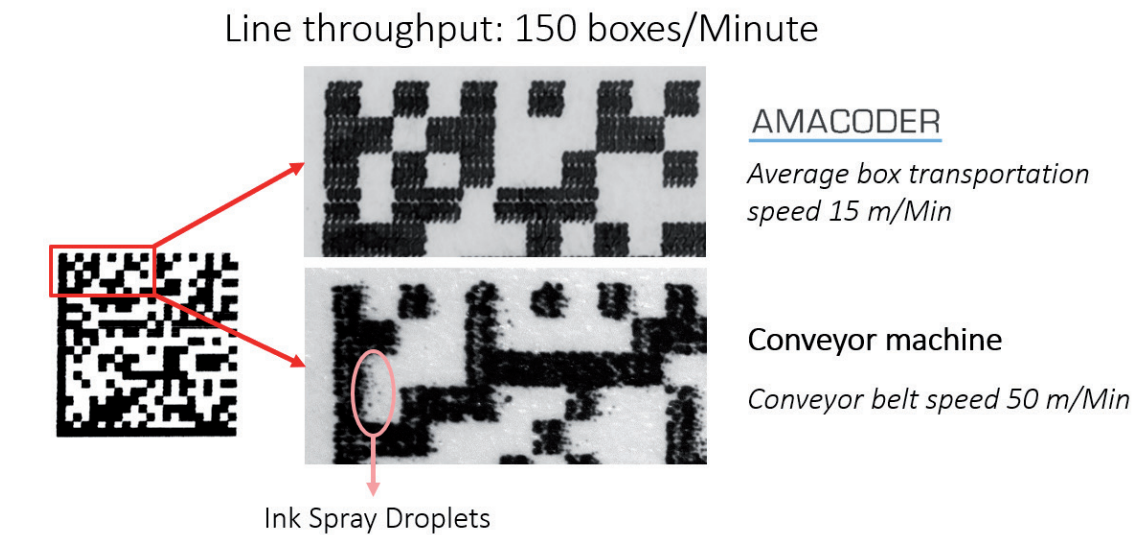 Line throughput: 150 boxes/Minute
AMACODER
Average box transportation
speed 15 m/Min
Conveyor machine
Conveyor belt speed 50 m/Min
Ink Spray Droplets